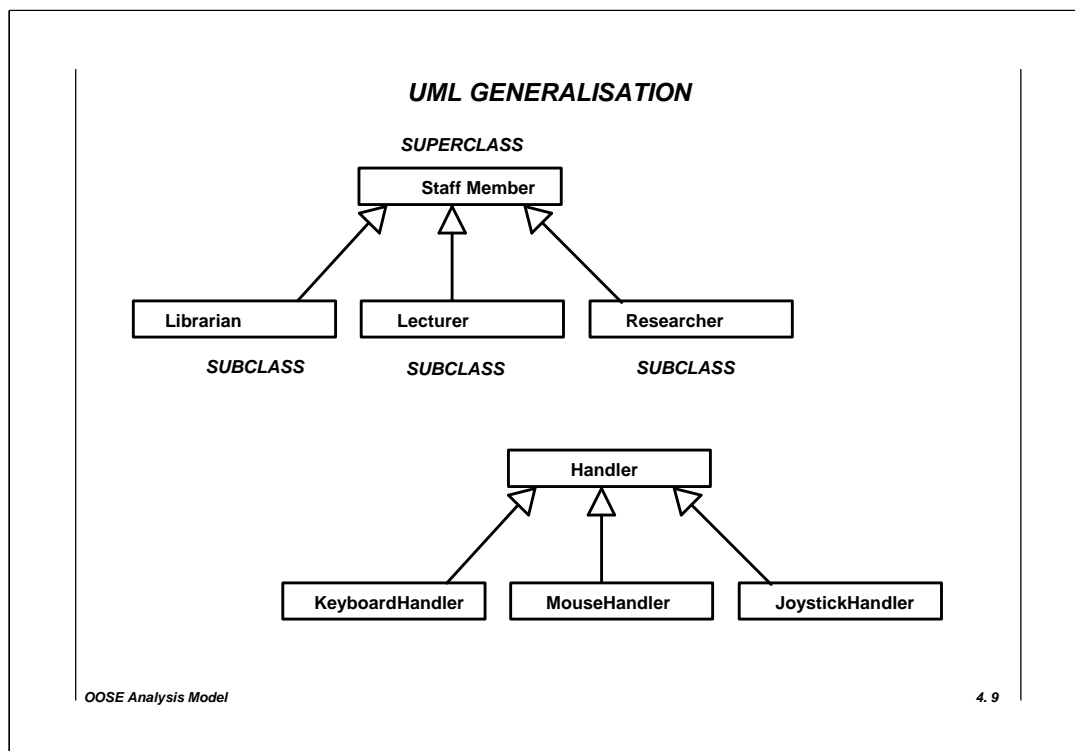 UML GENERALISATION
SUPERCLASS
Staff Member
Librarian
Lecturer
Researcher
SUBCLASS
SUBCLASS
SUBCLASS
Handler
KeyboardHandler
MouseHandler
JoystickHandler
OOSE Analysis Model
4. 9